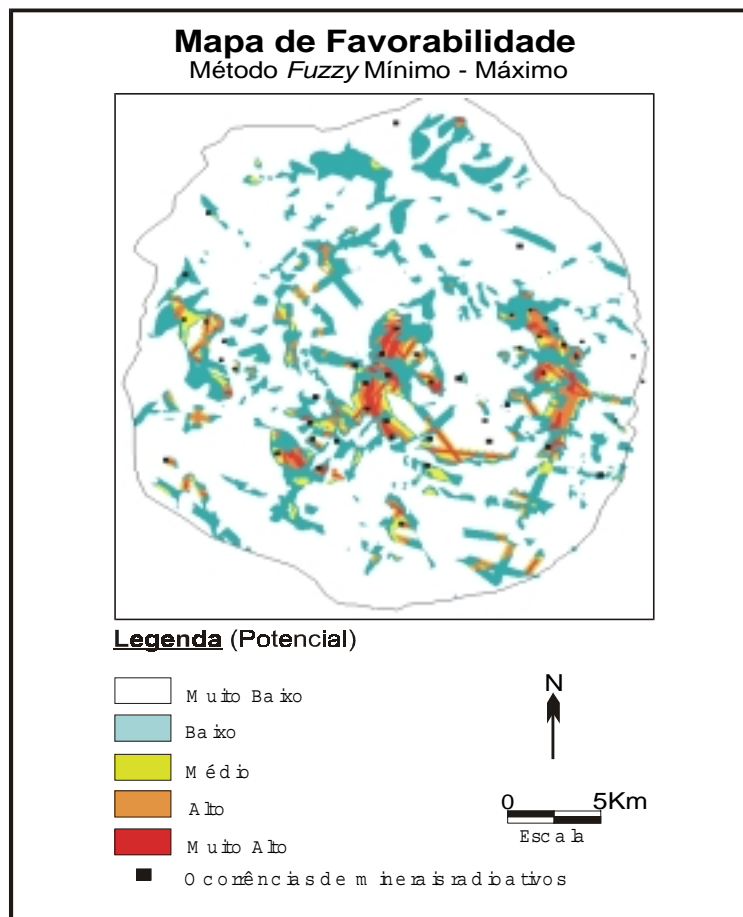 Mapa de Favorabilidade
Método Fuzzy Mínimo - Máximo
Legenda (Potencial)
Muito Baixo
Baixo
Médio
Alto
Muito Alto
Ocorrências de minerais radioativos
N
0 5Km
Escala